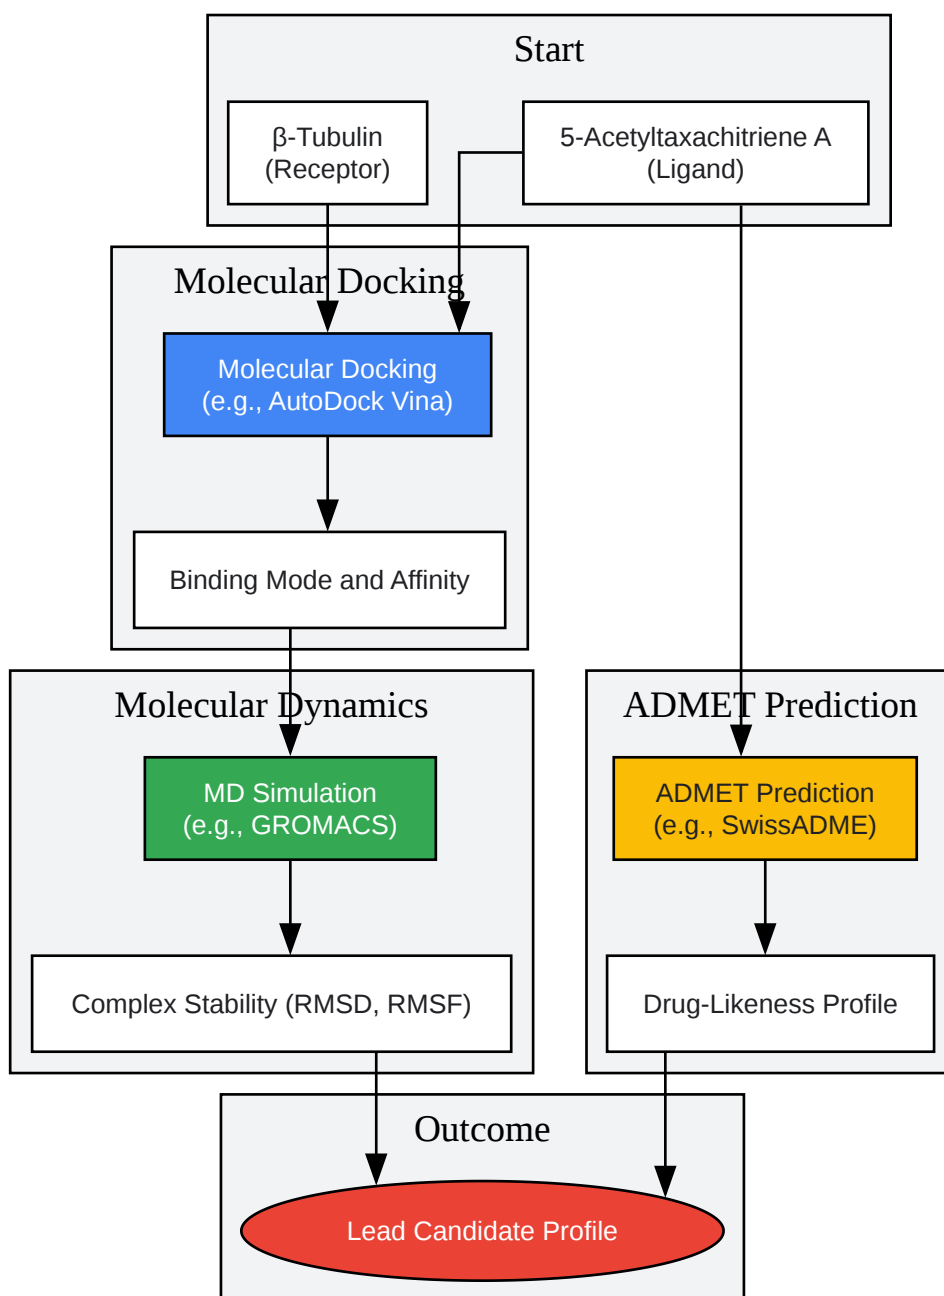 Start
β-Tubulin
(Receptor)
5-Acetyltaxachitriene A
(Ligand)
Molecular Docking
Molecular Docking
(e.g., AutoDock Vina)
Binding Mode and Affinity
Molecular Dynamics
MD Simulation
(e.g., GROMACS)
Complex Stability (RMSD, RMSF)
ADMET Prediction
ADMET Prediction
(e.g., SwissADME)
Drug-Likeness Profile
Outcome
Lead Candidate Profile